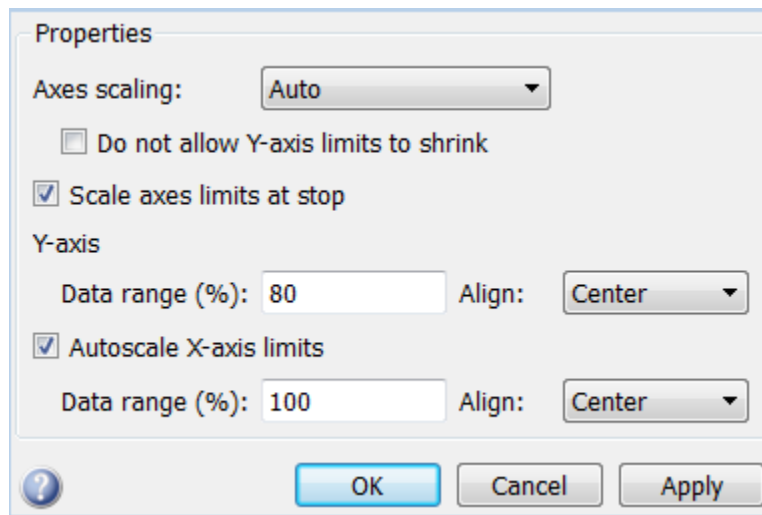 Properties
Axes scaling: Auto
Do not allow Y-axis limits to shrink
Scale axes limits at stop
Y-axis
Data range (%): 80 Align: Center
Autoscale X-axis limits
Data range (%): 100 Align: Center
? OK Cancel Apply